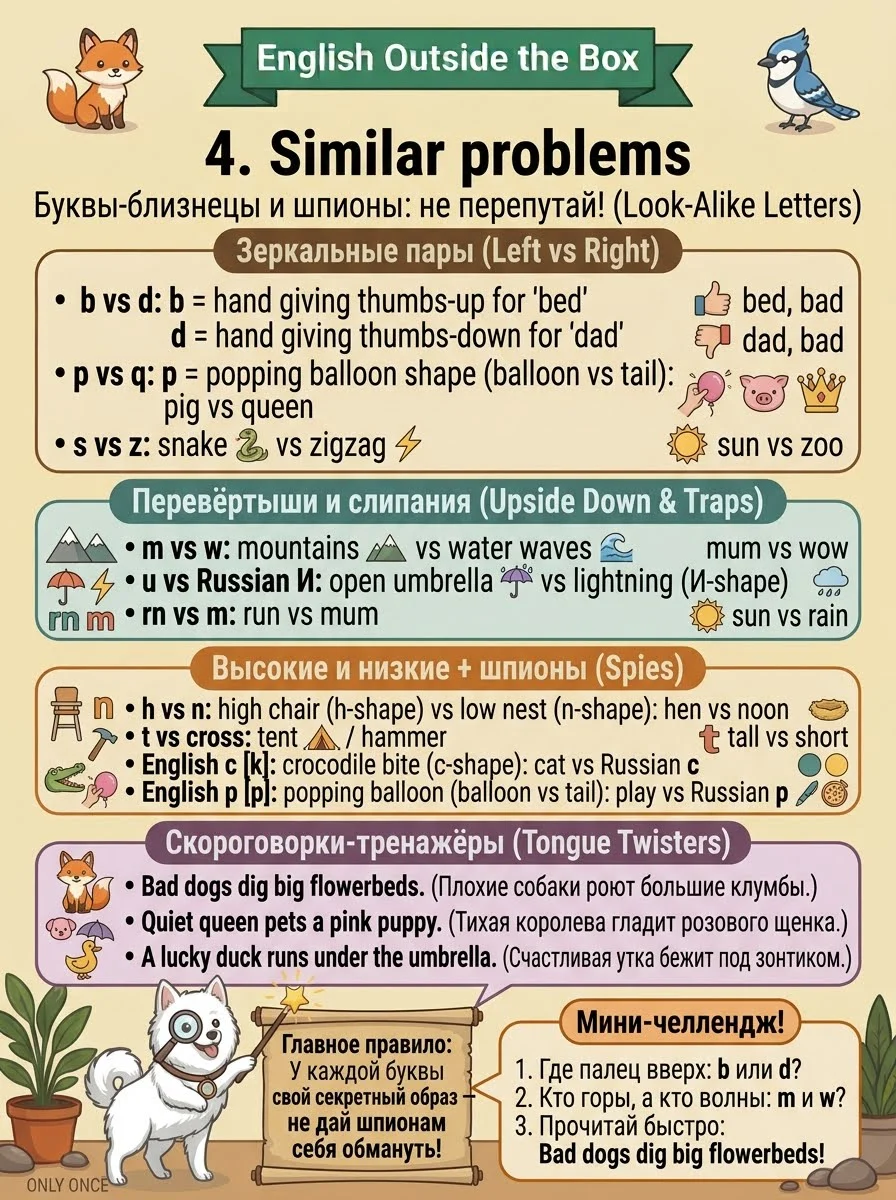 English Outside the Box
4. Similar problems
Буквы-близнецы и шпионы: не перепутай! (Look-Alike Letters)
Зеркальные пары (Left vs Right)
• b vs d: b = hand giving thumbs-up for 'bed' bed, bad
d = hand giving thumbs-down for 'dad' dad, bad
• p vs q: p = popping balloon shape (balloon vs tail):
pig vs queen
• s vs z: snake vs zigzag sun vs zoo
Перевёртыши и слипания (Upside Down & Traps)
• m vs w: mountains vs water waves mum vs wow
• u vs Russian И: open umbrella vs lightning (И-shape)
rn m • rn vs m: run vs mum sun vs rain
Высокие и низкие + шпионы (Spies)
n • h vs n: high chair (h-shape) vs low nest (n-shape): hen vs noon
• t vs cross: tent / hammer t tall vs short
• English c [k]: crocodile bite (c-shape): cat vs Russian c
• English p [p]: popping balloon (balloon vs tail): play vs Russian p
Скороговорки-тренажёры (Tongue Twisters)
• Bad dogs dig big flowerbeds. (Плохие собаки роют большие клумбы.)
• Quiet queen pets a pink puppy. (Тихая королева гладит розового щенка.)
• A lucky duck runs under the umbrella. (Счастливая утка бежит под зонтиком.)
Главное правило:
У каждой буквы
свой секретный образ –
не дай шпионам
себя обмануть!
Мини-челлендж!
1. Где палец вверх: b или d?
2. Кто горы, а кто волны: m и w?
3. Прочитай быстро:
Bad dogs dig big flowerbeds!
ONLY ONCE